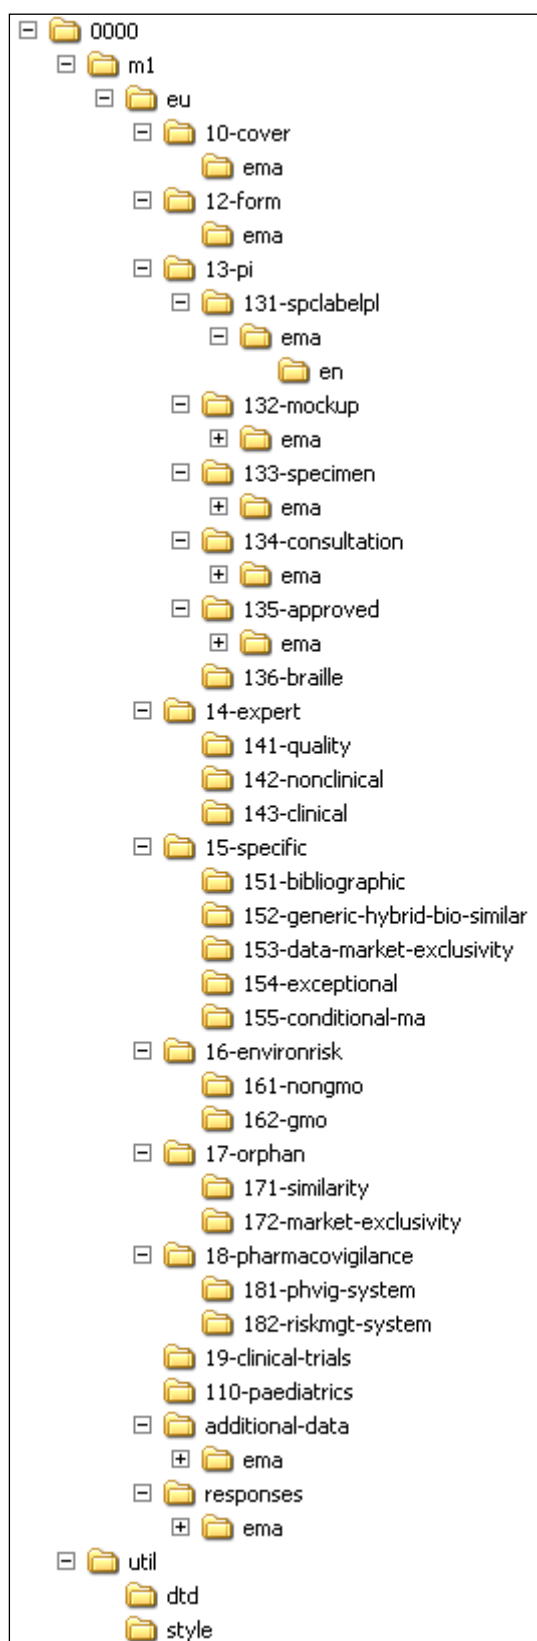 0000
m1
eu
10-cover
ema
12-form
ema
13-pi
131-spclabelpl
ema
en
132-mockup
ema
133-specimen
ema
134-consultation
ema
135-approved
ema
136-braille
14-expert
141-quality
142-nonclinical
143-clinical
15-specific
151-bibliographic
152-generic-hybrid-bio-similar
153-data-market-exclusivity
154-exceptional
155-conditional-ma
16-environrisk
161-nongmo
162-gmo
17-orphan
171-similarity
172-market-exclusivity
18-pharmacovigilance
181-phvig-system
182-riskmgt-system
19-clinical-trials
110-paediatrics
additional-data
ema
responses
ema
util
dtd
style